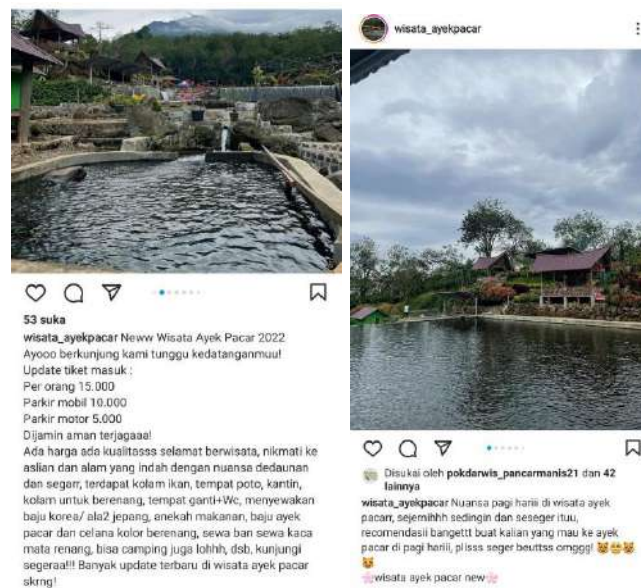 53 suka
wisata_ayekpacar Neww Wisata Ayek Pacar 2022
Ayooo berkunjung kami tunggu kedatanganmuu!
Update tiket masuk :
Per orang 15.000
Parkir mobil 10.000
Parkir motor 5.000
Dijamin aman terjagaaa!
Ada harga ada kualitasss selamat berwisata, nikmati ke
aslian dan alam yang indah dengan nuansa dedaunan
dan segarr, terdapat kolam ikan, tempat poto, kantin,
kolam untuk berenang, tempat ganti+Wc, menyewakan
baju korea/ ala2 jepang, anekah makanan, baju ayek
pacar dan celana kolor berenang, sewa ban sewa kaca
mata renang, bisa camping juga lohhh, dsb, kunjungi
segeraa!!! Banyak update terbaru di wisata ayek pacar
skrng!
wisata_ayekpacar
Disukai oleh pokdarwis_pancarmanis21 dan 42
lainnya
wisata_ayekpacar Nuansa pagi hariii di wisata ayek
pacarr, sejernihhh sedingin dan seseger ituu,
recomendasii bangettt buat kalian yang mau ke ayek
pacar di pagi hariii, plisss seger beuttss omggg! 😻😻😻
🌸wisata ayek pacar new🌸